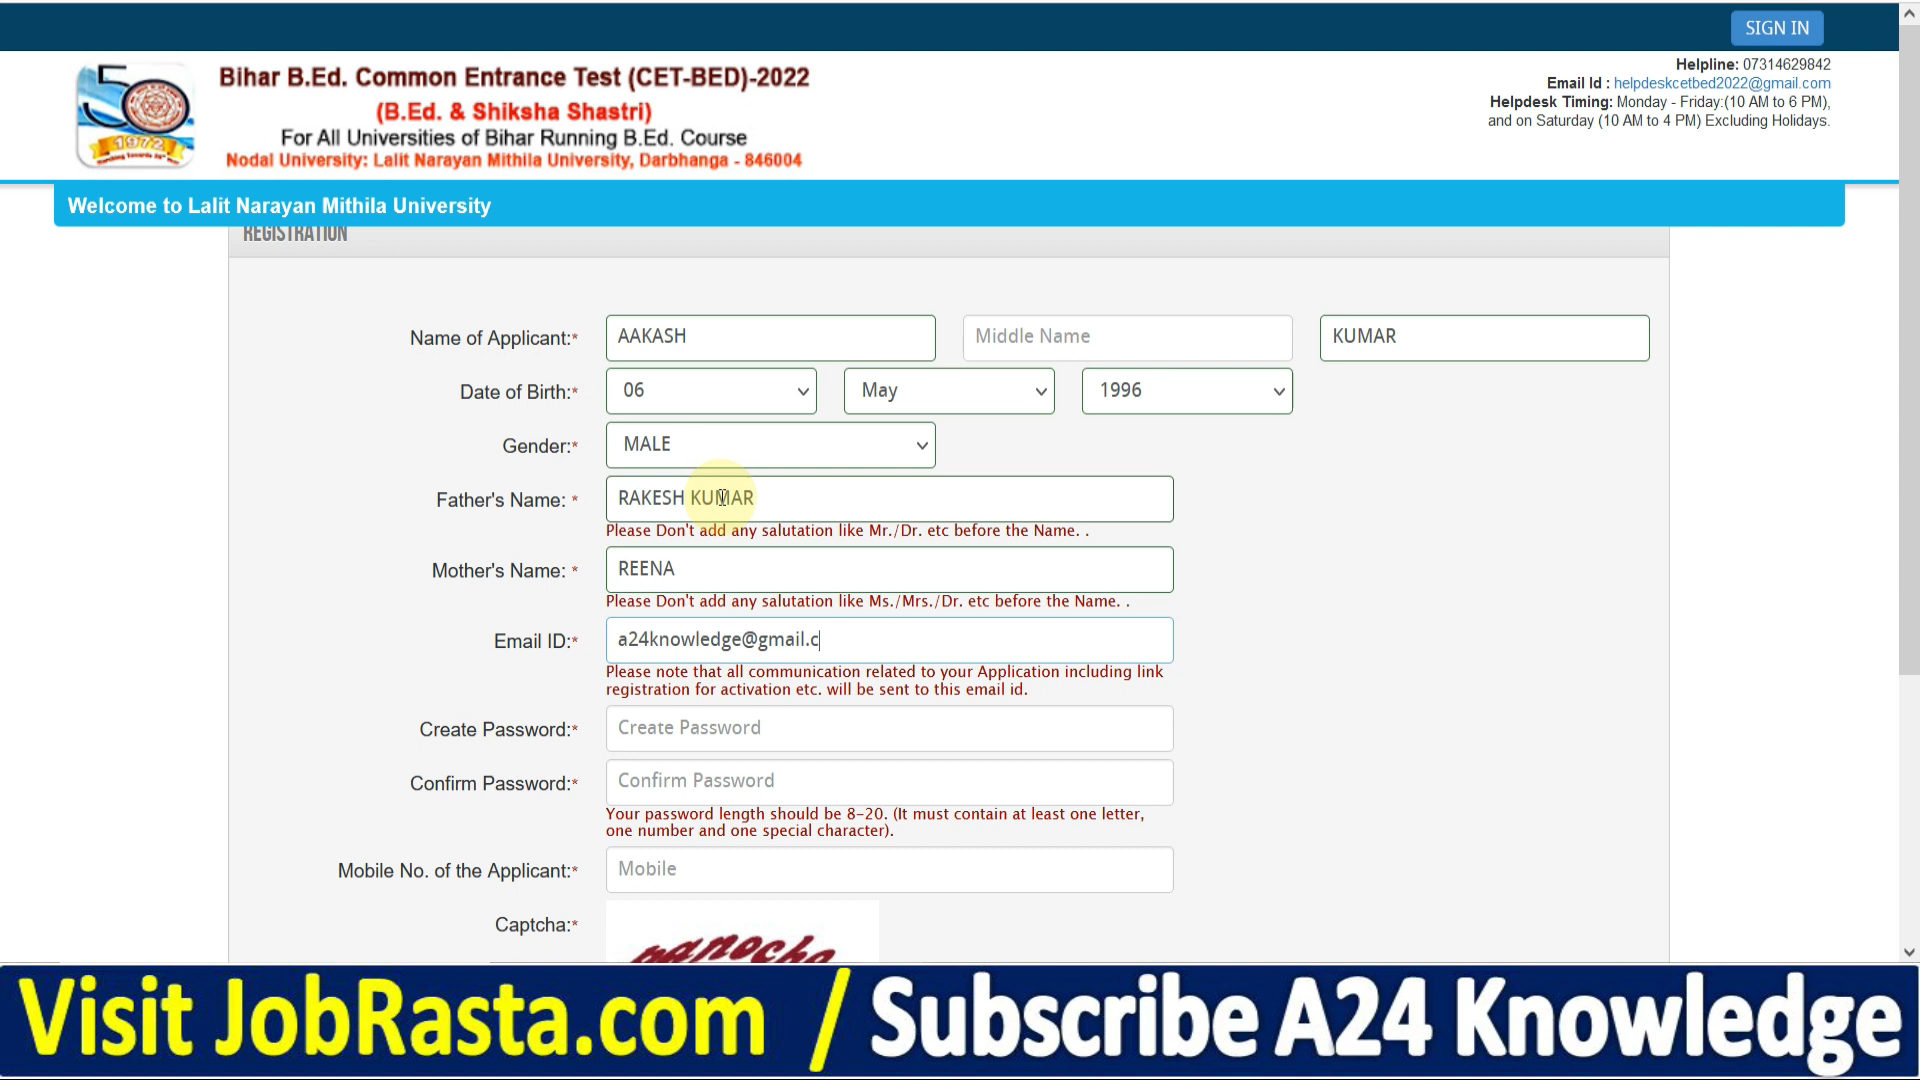 SIGN IN
Bihar B.Ed. Common Entrance Test (CET-BED)-2022
(B.Ed. & Shiksha Shastri)
For All Universities of Bihar Running B.Ed. Course
Nodal University: Lalit Narayan Mithila University, Darbhanga - 846004
50
1972
Helpline: 07314629842
Email Id : helpdeskcetbed2022@gmail.com
Helpdesk Timing: Monday - Friday:(10 AM to 6 PM),
and on Saturday (10 AM to 4 PM) Excluding Holidays.
Welcome to Lalit Narayan Mithila University
REGISTRATION
Name of Applicant:* AAKASH Middle Name KUMAR
Date of Birth:* 06 May 1996
Gender:* MALE
Father's Name: * RAKESH KUMAR
Please Don't add any salutation like Mr./Dr. etc before the Name. .
Mother's Name: * REENA
Please Don't add any salutation like Ms./Mrs./Dr. etc before the Name. .
Email ID:* a24knowledge@gmail.c
Please note that all communication related to your Application including link
registration for activation etc. will be sent to this email id.
Create Password:* Create Password
Confirm Password:* Confirm Password
Your password length should be 8-20. (It must contain at least one letter,
one number and one special character).
Mobile No. of the Applicant:* Mobile
Captcha:*
Visit JobRasta.com / Subscribe A24 Knowledge